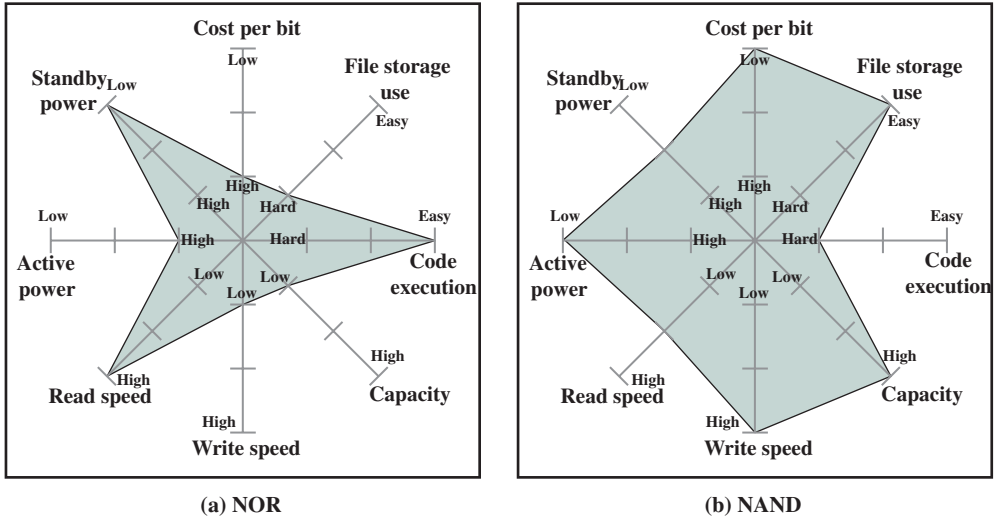 Cost per bit
Low
File storage
use
Easy
Standby
power
Low
High
High
Hard
Low
Active
power
High
Hard
Easy
Code
execution
Low
Low
Low
High
Read speed
High
Capacity
High
Write speed
(a) NOR
Cost per bit
Low
File storage
use
Easy
Standby
power
Low
High
High
Hard
Low
Active
power
High
Hard
Easy
Code
execution
Low
Low
Low
High
Read speed
High
Capacity
High
Write speed
(b) NAND